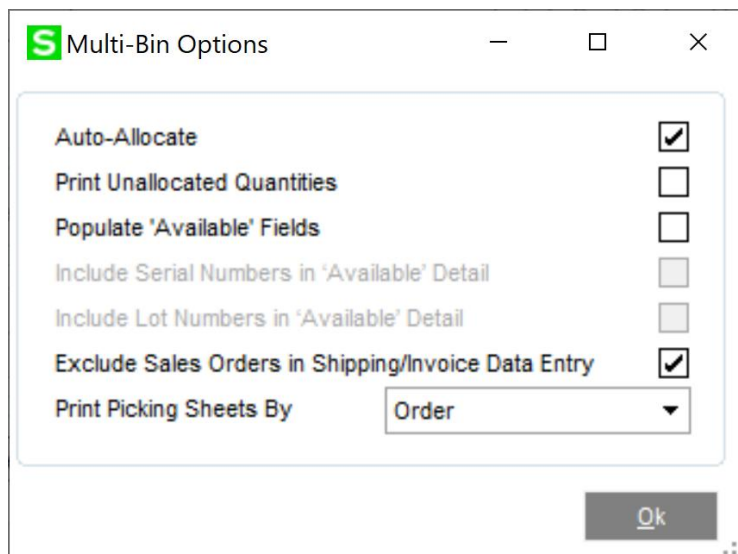 S Multi-Bin Options
Auto-Allocate
Print Unallocated Quantities
Populate 'Available' Fields
Include Serial Numbers in ‘Available’ Detail
Include Lot Numbers in ‘Available’ Detail
Exclude Sales Orders in Shipping/Invoice Data Entry
Print Picking Sheets By Order
Ok